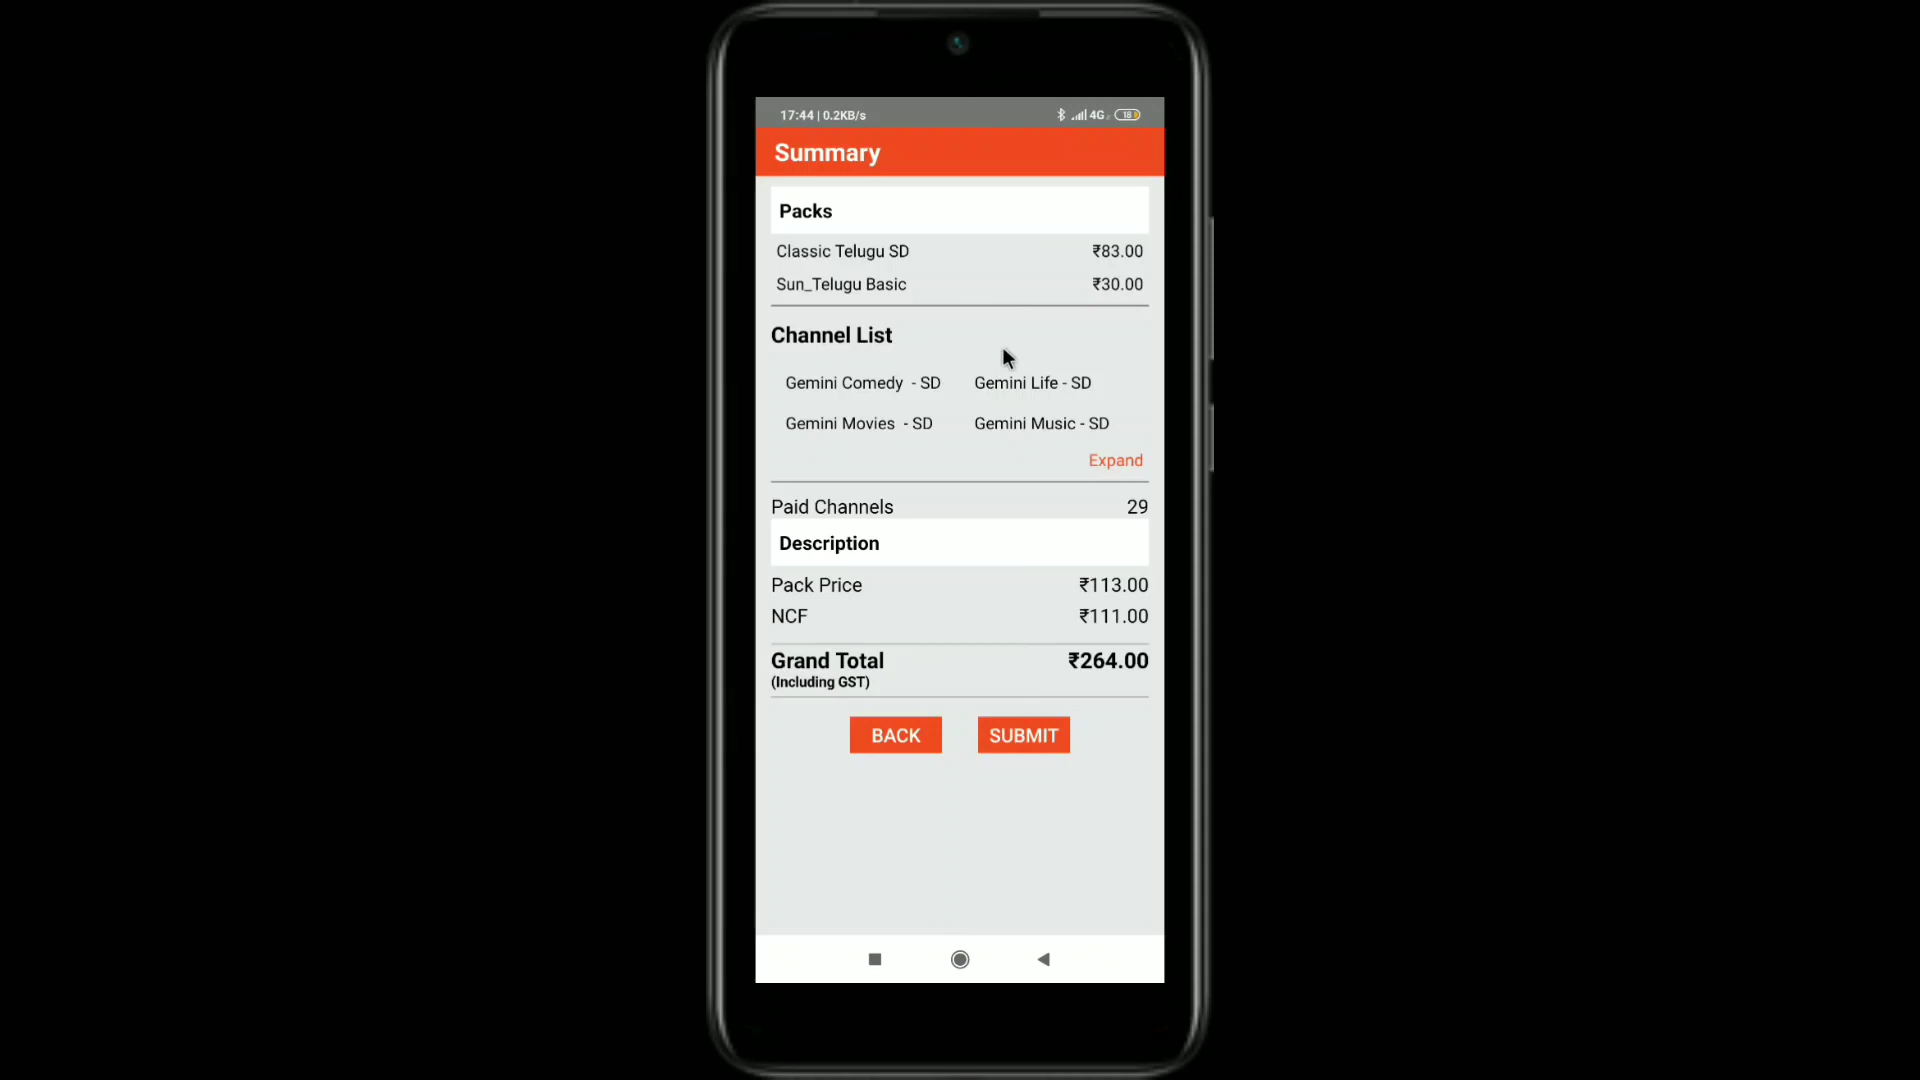 17:44 | 0.2KB/s 4G 18
Summary
Packs
Classic Telugu SD ₹83.00
Sun_Telugu Basic ₹30.00
Channel List
Gemini Comedy  - SD Gemini Life - SD
Gemini Movies  - SD Gemini Music - SD
Expand
Paid Channels 29
Description
Pack Price ₹113.00
NCF ₹111.00
Grand Total ₹264.00
(Including GST)
BACK SUBMIT